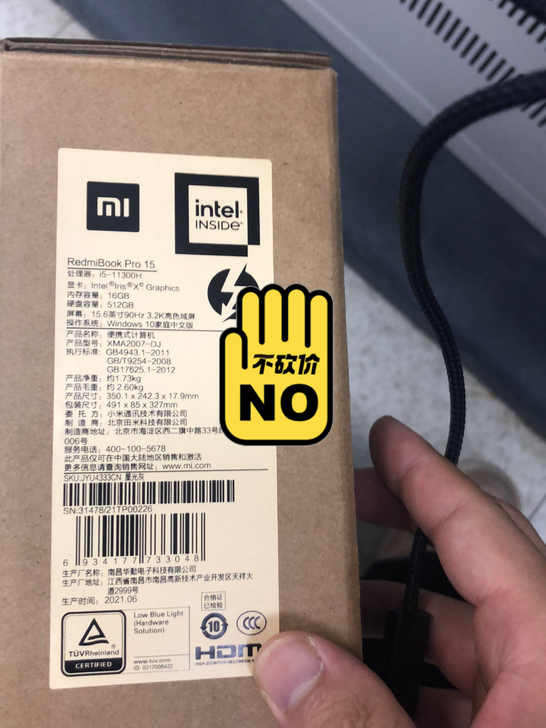 mi
intel
INSIDE™
RedmiBook Pro 15
处理器：i5-11300H
显卡：Intel®Iris®Xe Graphics
内存容量：16GB
硬盘容量：512GB
屏幕：15.6英寸90Hz 3.2K高色域屏
操作系统：Windows 10家庭中文版
产品名称：便携式计算机
产品型号：XMA2007-DJ
执行标准：GB4943.1-2011
GB/T9254-2008
GB17625.1-2012
产品净重：约1.73kg
产品毛重：约2.60kg
产品尺寸：350.1 x 242.3 x 17.9mm
包装尺寸：491 x 85 x 327mm
委 托 方：小米通讯技术有限公司
制 造 商：北京田米科技有限公司
制造商地址：北京市海淀区西二旗中路33号
006号
服务电话：400-100-5678
此产品仅可在中国大陆地区销售和激活
更多信息请查询销售网址：www.mi.com
SKU:JYU4333CN 星光灰
SN:31478/21TP00226
6 934177 733048
生产厂名称：南昌华勤电子科技有限公司
生产厂地址：江西省南昌市南昌高新技术产业开发区天祥大
道2999号
生产时间：2021.06
不砍价
NO
合格证
已检验
TÜVRheinland
CERTIFIED
Low Blue Light
(Hardware
Solution)
www.tuv.com
ID 0217008422
10
CCC
HDMI